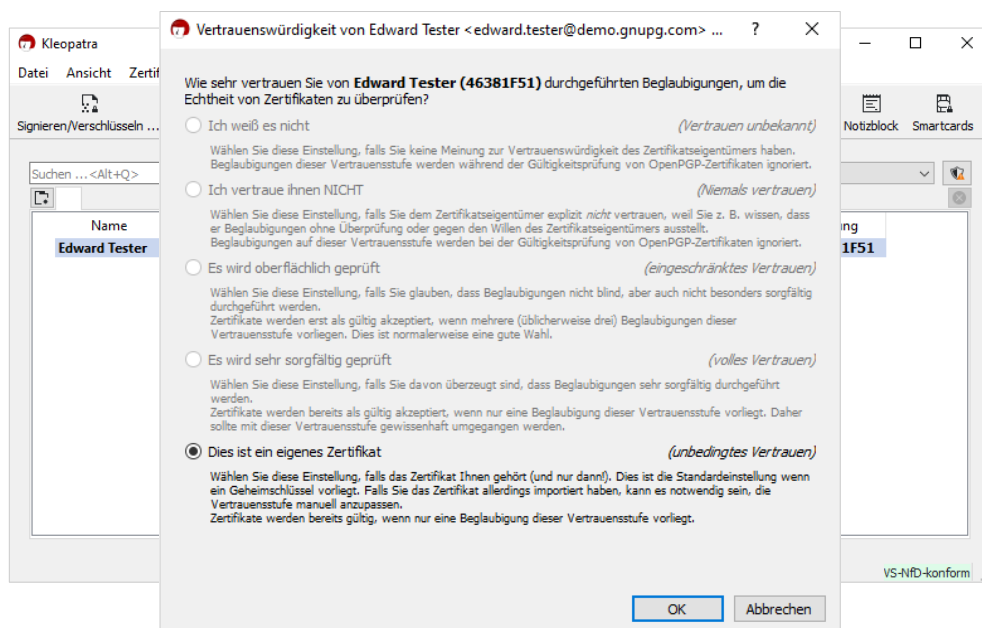 Kleopatra
Datei Ansicht Zertif
Signieren/Verschlüsseln ...
Notizblock Smartcards
Suchen ...<Alt+Q>
Name
ung
Edward Tester
1F51
Vertrauenswürdigkeit von Edward Tester <edward.tester@demo.gnupg.com> ... ?
Wie sehr vertrauen Sie von Edward Tester (46381F51) durchgeführten Beglaubigungen, um die
Echtheit von Zertifikaten zu überprüfen?
Ich weiß es nicht (Vertrauen unbekannt)
Wählen Sie diese Einstellung, falls Sie keine Meinung zur Vertrauenswürdigkeit des Zertifikatseigentümers haben.
Beglaubigungen dieser Vertrauensstufe werden während der Gültigkeitsprüfung von OpenPGP-Zertifikaten ignoriert.
Ich vertraue ihnen NICHT (Niemals vertrauen)
Wählen Sie diese Einstellung, falls Sie dem Zertifikatseigentümer explizit nicht vertrauen, weil Sie z. B. wissen, dass
er Beglaubigungen ohne Überprüfung oder gegen den Willen des Zertifikatseigentümers ausstellt.
Beglaubigungen auf dieser Vertrauensstufe werden bei der Gültigkeitsprüfung von OpenPGP-Zertifikaten ignoriert.
Es wird oberflächlich geprüft (eingeschränktes Vertrauen)
Wählen Sie diese Einstellung, falls Sie glauben, dass Beglaubigungen nicht blind, aber auch nicht besonders sorgfältig
durchgeführt werden.
Zertifikate werden erst als gültig akzeptiert, wenn mehrere (üblicherweise drei) Beglaubigungen dieser
Vertrauensstufe vorliegen. Dies ist normalerweise eine gute Wahl.
Es wird sehr sorgfältig geprüft (volles Vertrauen)
Wählen Sie diese Einstellung, falls Sie davon überzeugt sind, dass Beglaubigungen sehr sorgfältig durchgeführt
werden.
Zertifikate werden bereits als gültig akzeptiert, wenn nur eine Beglaubigung dieser Vertrauensstufe vorliegt. Daher
sollte mit dieser Vertrauensstufe gewissenhaft umgegangen werden.
Dies ist ein eigenes Zertifikat (unbedingtes Vertrauen)
Wählen Sie diese Einstellung, falls das Zertifikat Ihnen gehört (und nur dann!). Dies ist die Standardeinstellung wenn
ein Geheimschlüssel vorliegt. Falls Sie das Zertifikat allerdings importiert haben, kann es notwendig sein, die
Vertrauensstufe manuell anzupassen.
Zertifikate werden bereits gültig, wenn nur eine Beglaubigung dieser Vertrauensstufe vorliegt.
VS-NfD-konform
OK Abbrechen